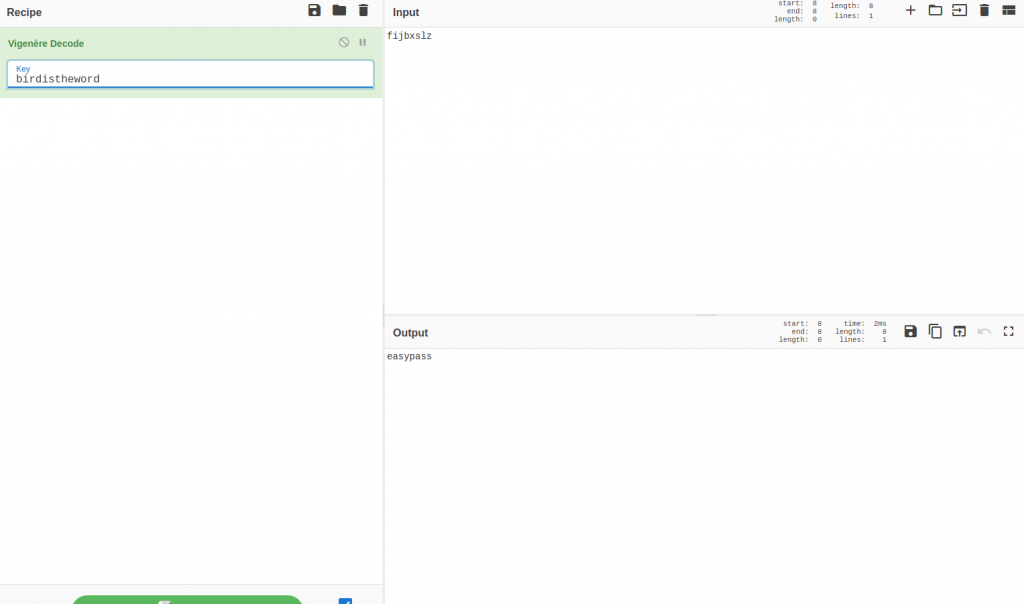 Recipe
Vigenère Decode
Key
birdistheword
Input
start: 8
end: 8
length: 0
length: 8
lines: 1
fijbxslz
Output
start: 8
end: 8
length: 0
time: 2ms
length: 8
lines: 1
easypass